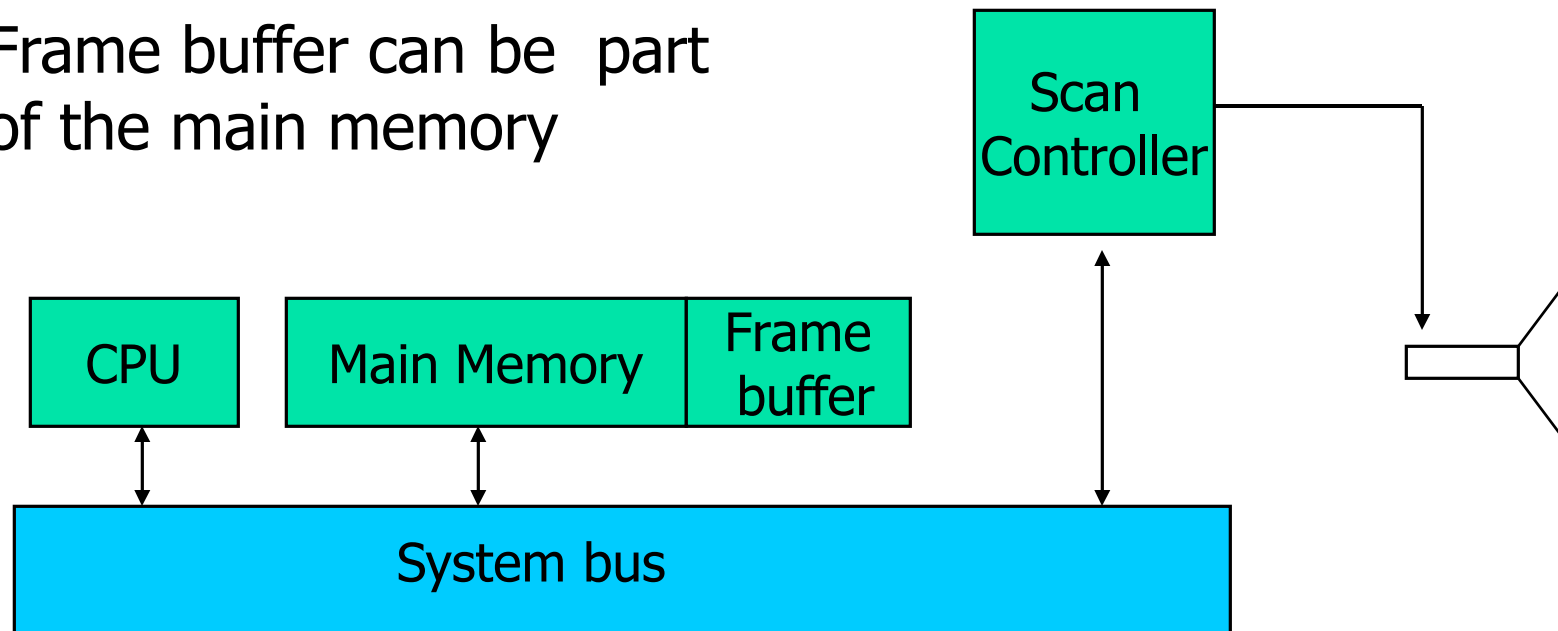 Frame buffer can be part
of the main memory
Scan
Controller
CPU
Main Memory
Frame
buffer
System bus